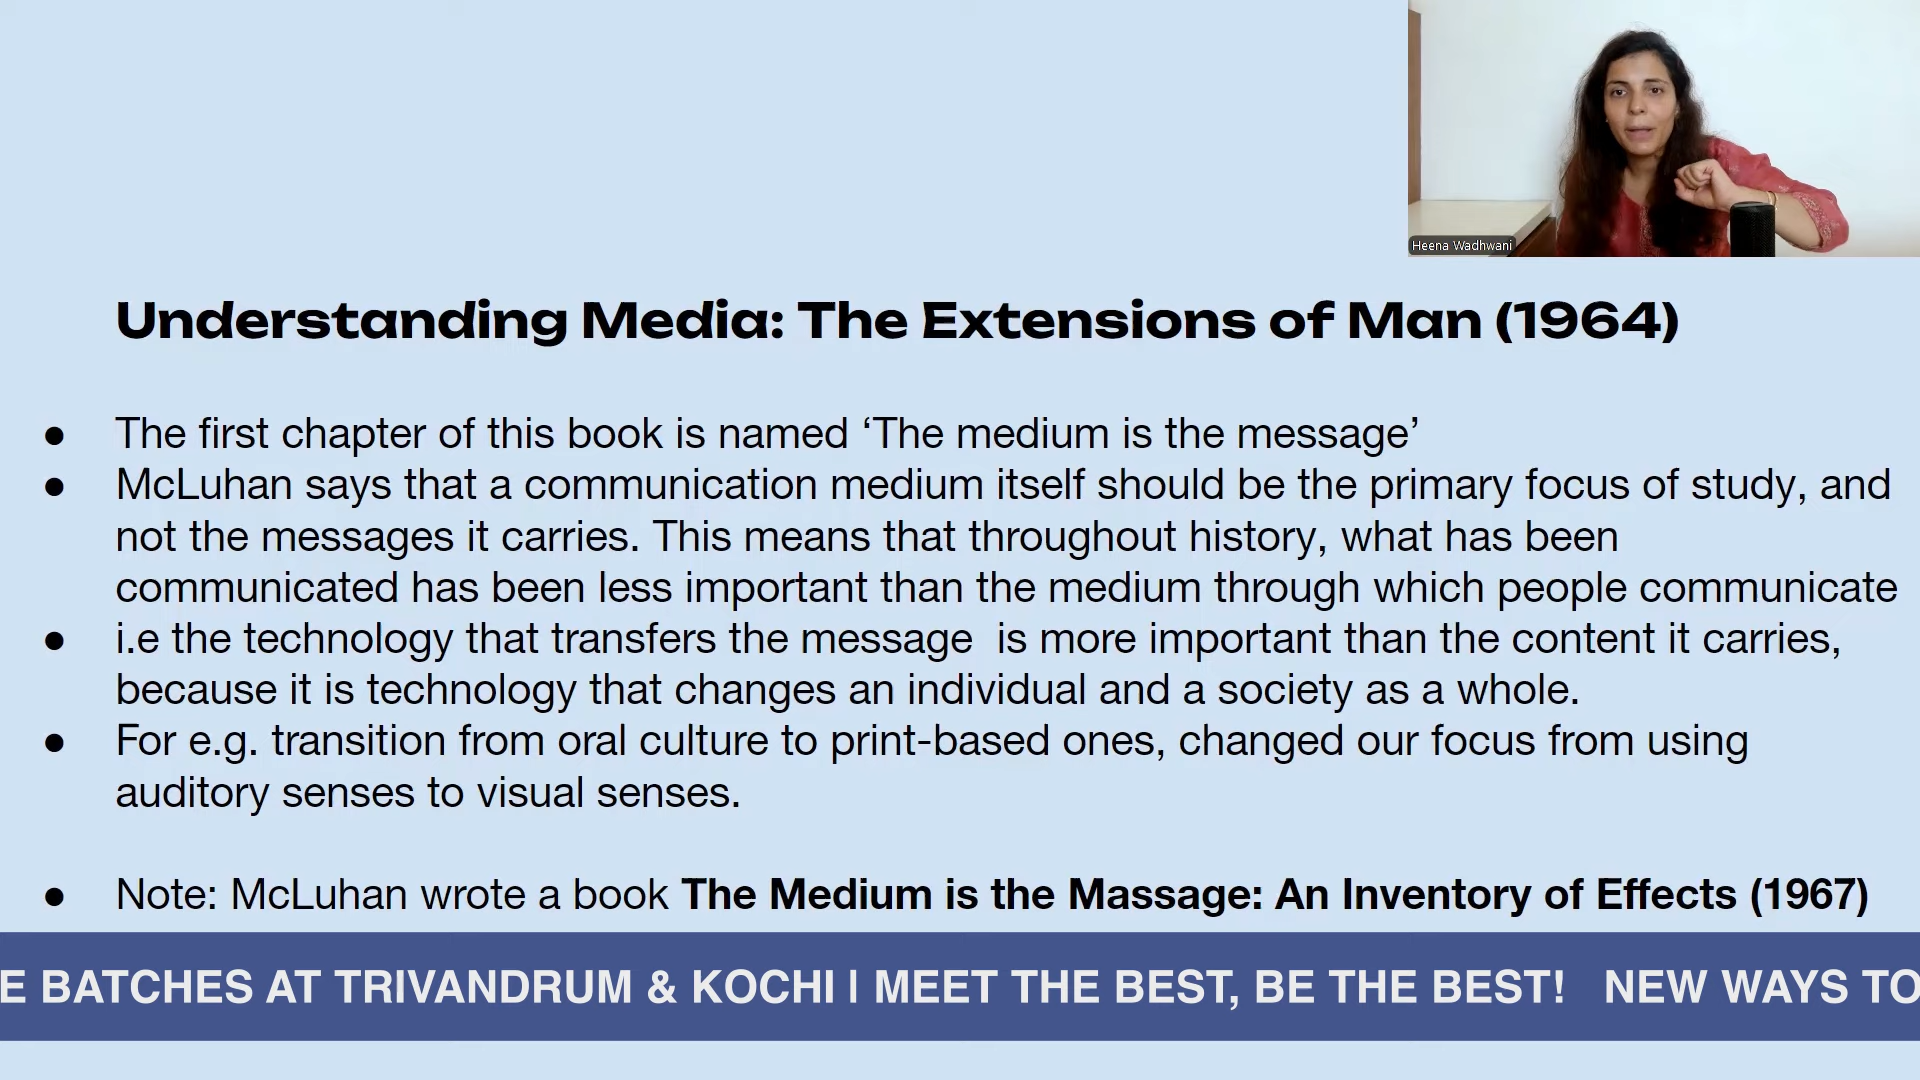 Heena Wadhwani
Understanding Media: The Extensions of Man (1964)
● The first chapter of this book is named ‘The medium is the message’
● McLuhan says that a communication medium itself should be the primary focus of study, and
not the messages it carries. This means that throughout history, what has been
communicated has been less important than the medium through which people communicate
● i.e the technology that transfers the message  is more important than the content it carries,
because it is technology that changes an individual and a society as a whole.
● For e.g. transition from oral culture to print-based ones, changed our focus from using
auditory senses to visual senses.
● Note: McLuhan wrote a book The Medium is the Massage: An Inventory of Effects (1967)
E BATCHES AT TRIVANDRUM & KOCHI | MEET THE BEST, BE THE BEST!   NEW WAYS TO